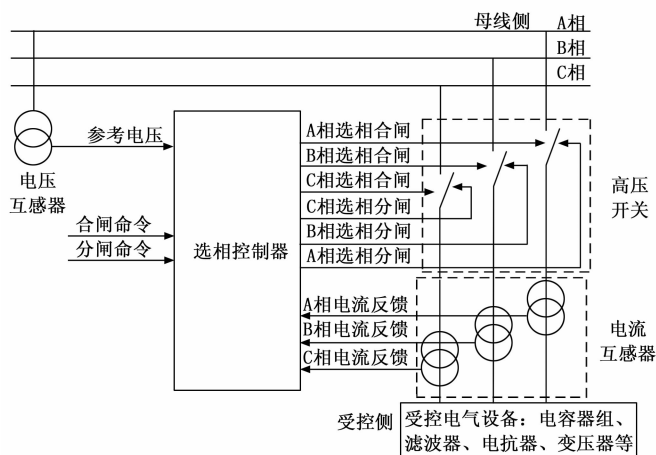 母线侧
A相
B相
C相
参考电压
电压
互感器
合闸命令
分闸命令
选相控制器
A相选相合闸
B相选相合闸
C相选相合闸
C相选相分闸
B相选相分闸
A相选相分闸
高压
开关
A相电流反馈
B相电流反馈
C相电流反馈
电流
互感器
受控侧
受控电气设备：电容器组、
滤波器、电抗器、变压器等